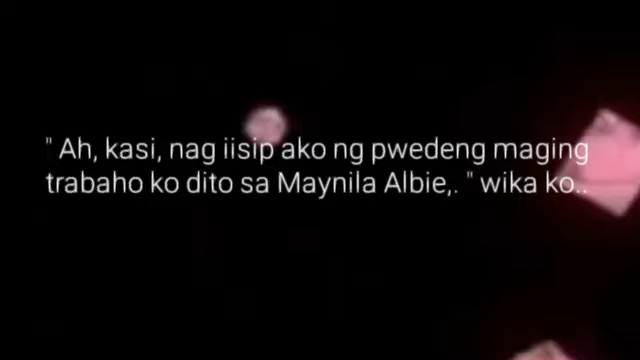 " Ah, kasi, nag iisip ako ng pwedeng maging
trabaho ko dito sa Maynila Albie,. " wika ko..